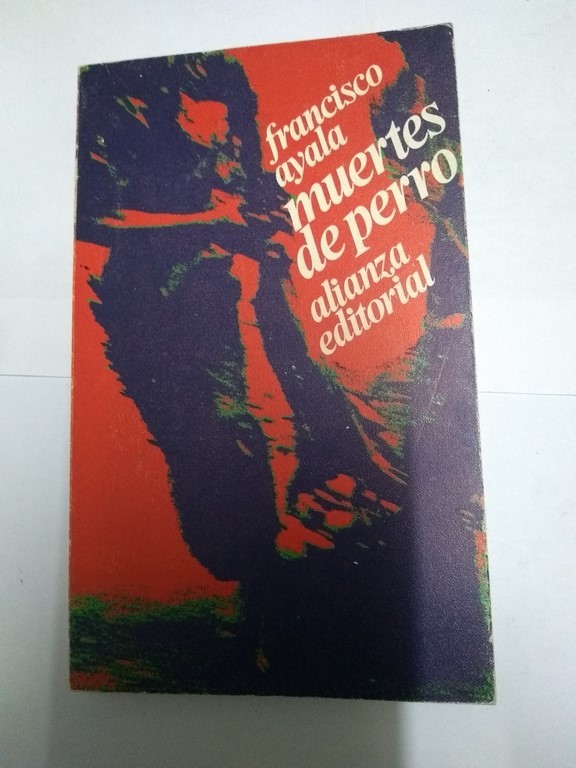 francisco
ayala
muertes
de perro
alianza
editorial